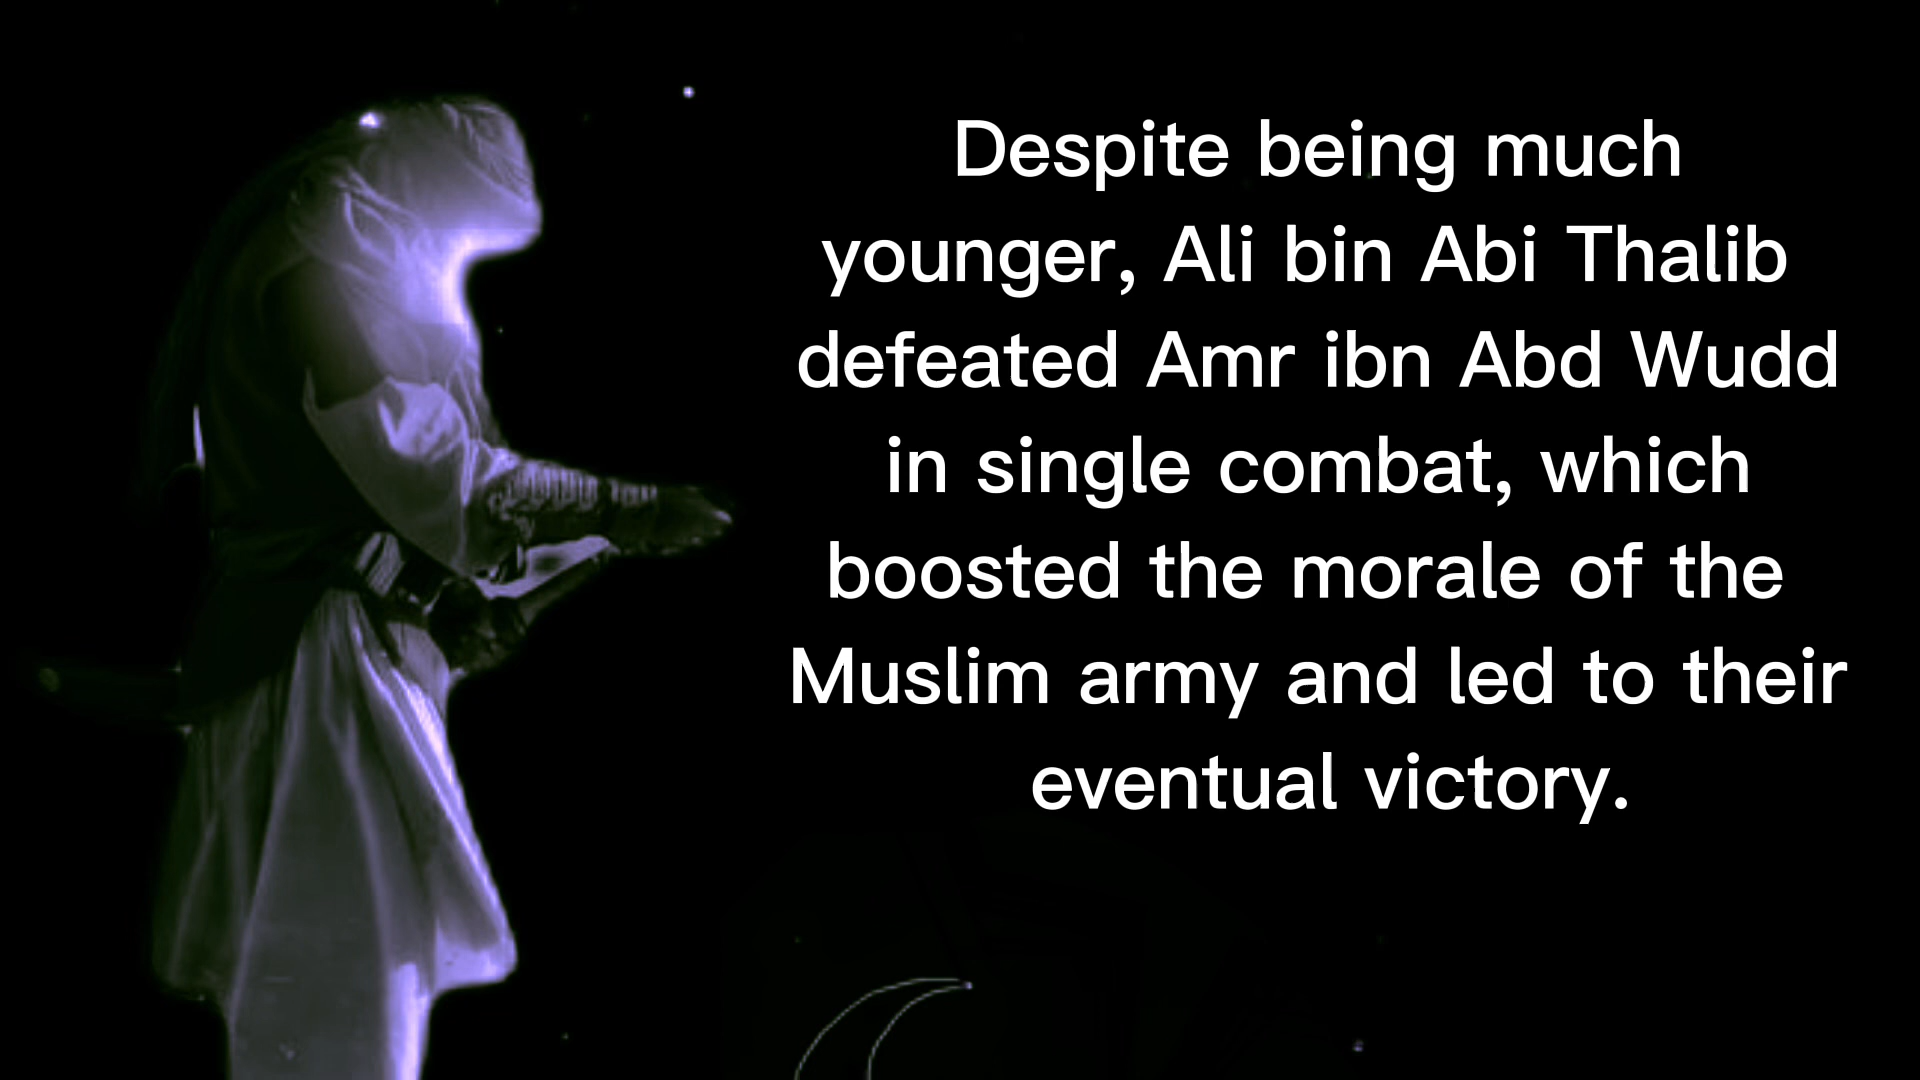 Despite being much
younger, Ali bin Abi Thalib
defeated Amr ibn Abd Wudd
in single combat, which
boosted the morale of the
Muslim army and led to their
eventual victory.